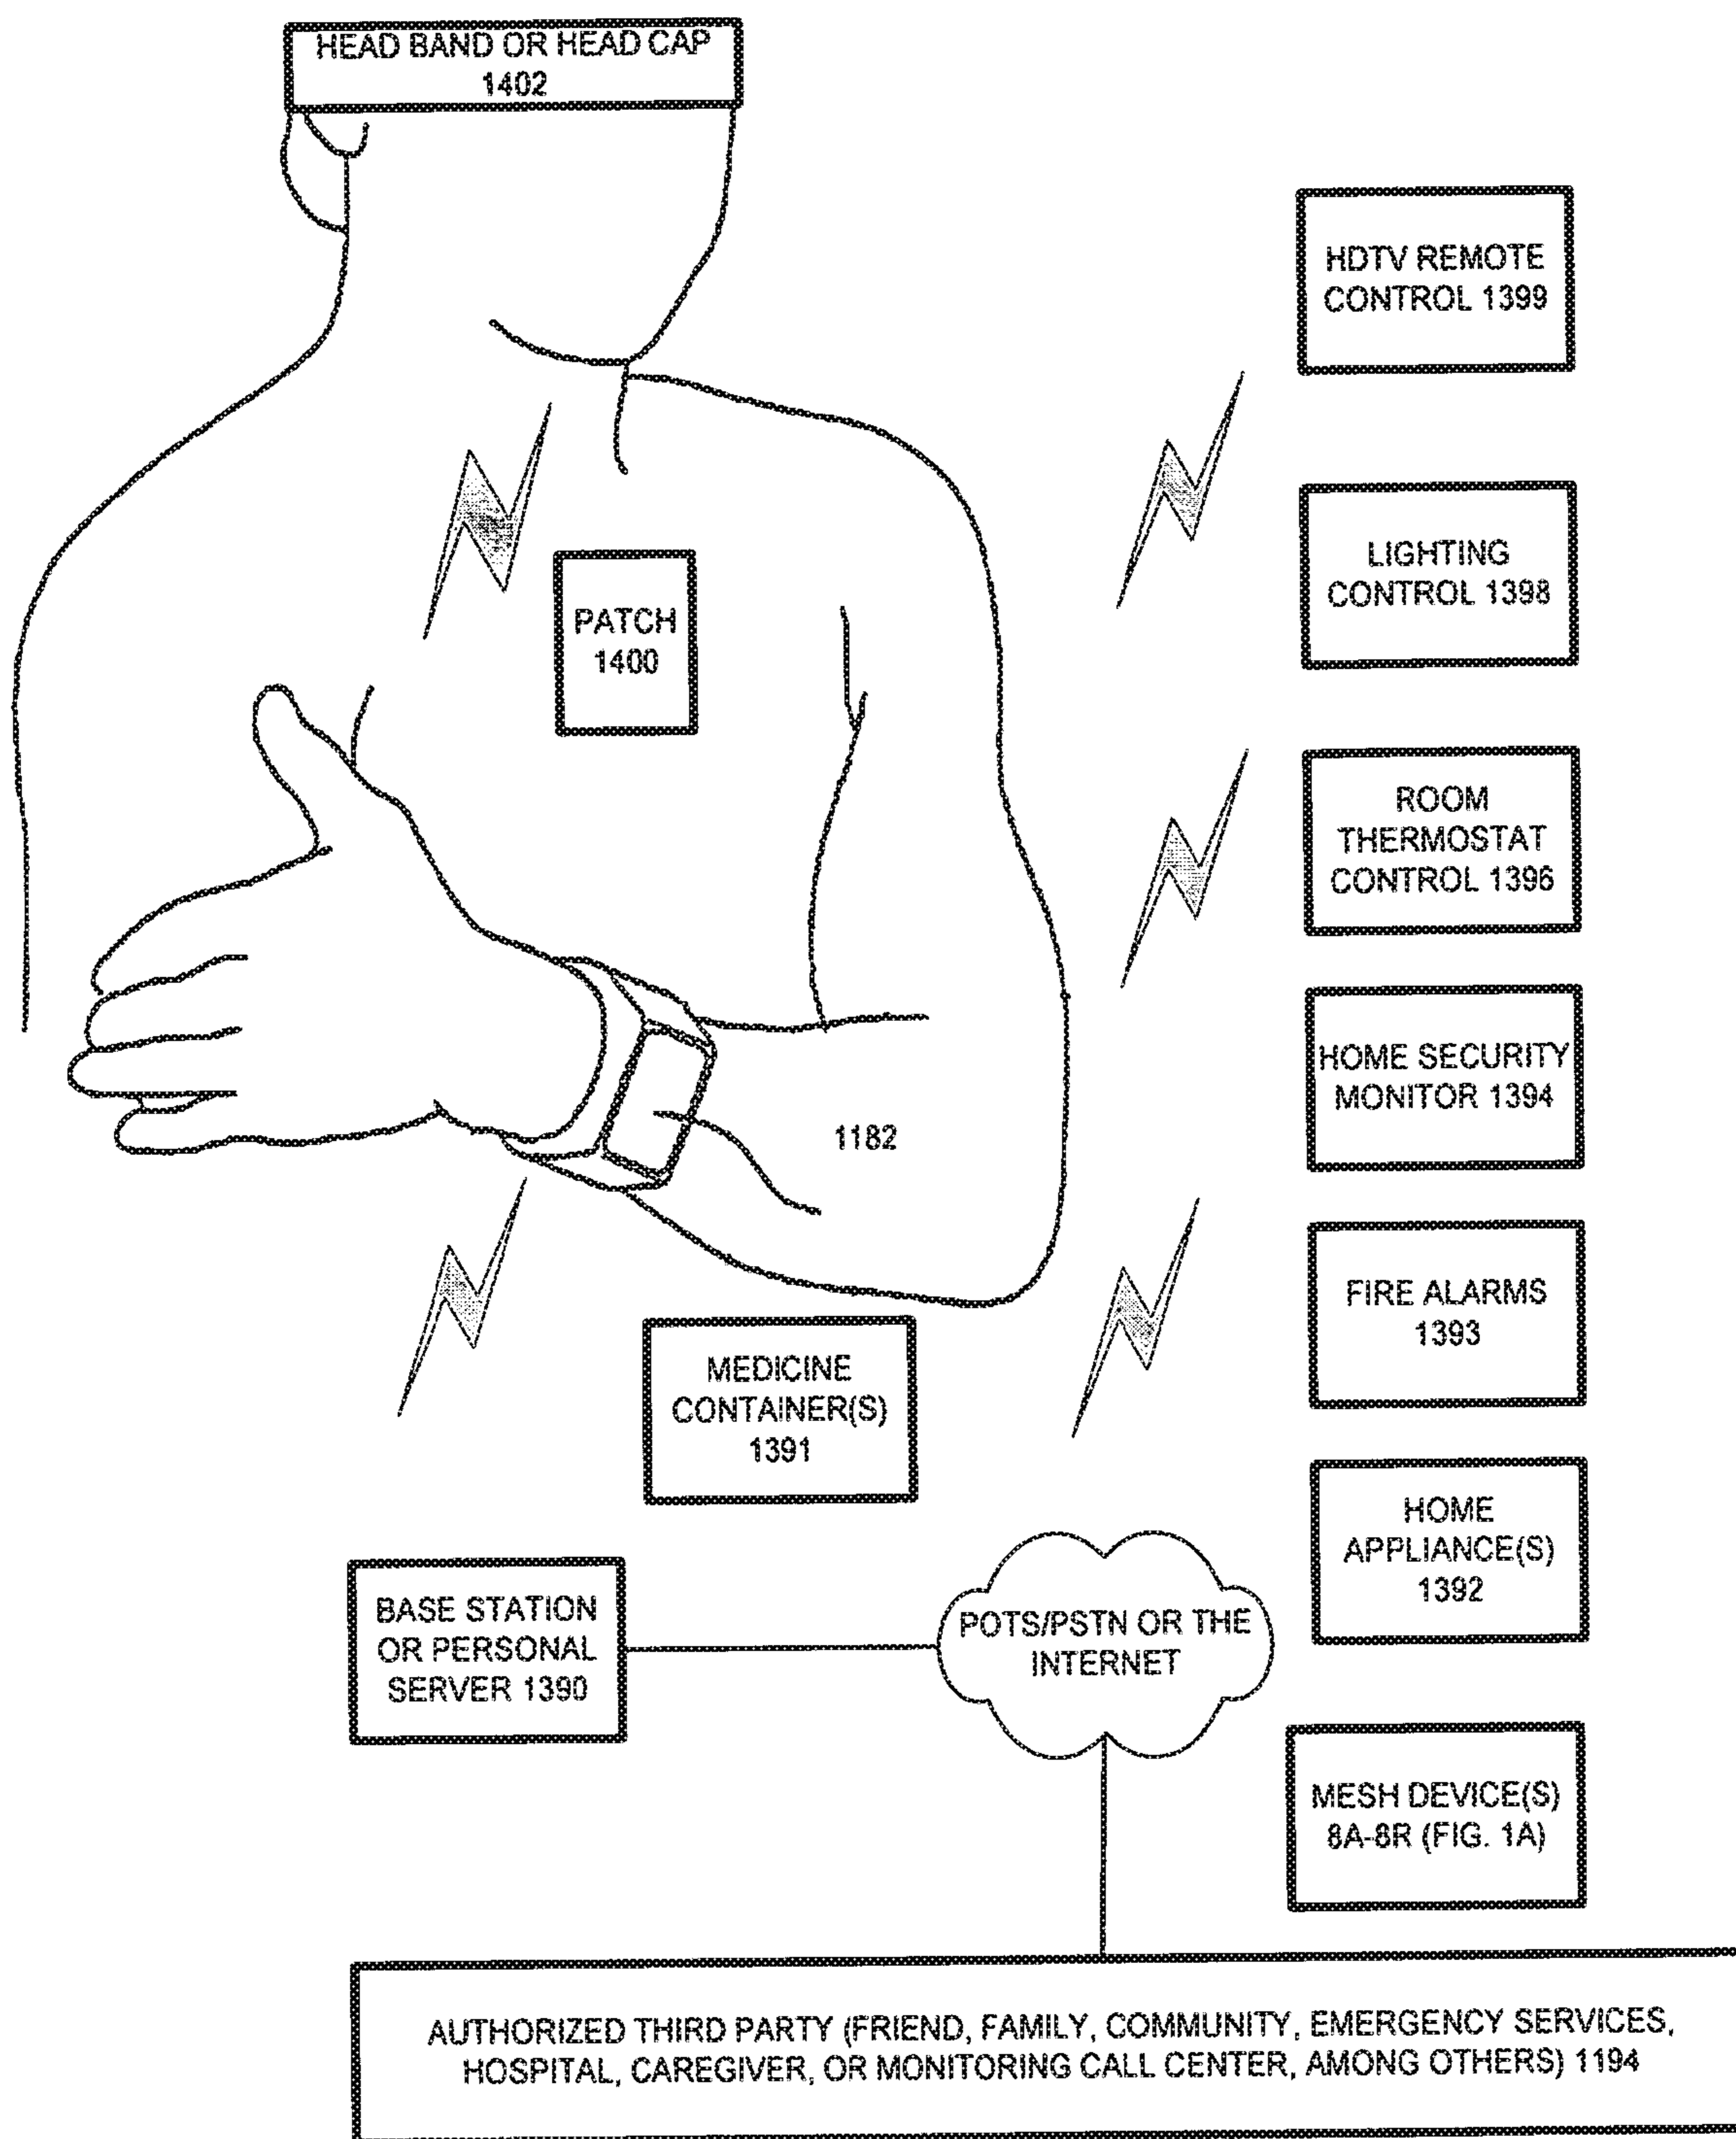 HEAD BAND OR HEAD CAP
1402
HDTV REMOTE
CONTROL 1399
LIGHTING
CONTROL 1398
PATCH
1400
ROOM
THERMOSTAT
CONTROL 1396
HOME SECURITY
MONITOR 1394
1182
FIRE ALARMS
1393
MEDICINE
CONTAINER(S)
1391
HOME
APPLIANCE(S)
1392
BASE STATION
OR PERSONAL
SERVER 1390
POTS/PSTN OR THE
INTERNET
MESH DEVICE(S)
8A-8R (FIG. 1A)
AUTHORIZED THIRD PARTY (FRIEND, FAMILY, COMMUNITY, EMERGENCY SERVICES,
HOSPITAL, CAREGIVER, OR MONITORING CALL CENTER, AMONG OTHERS) 1194